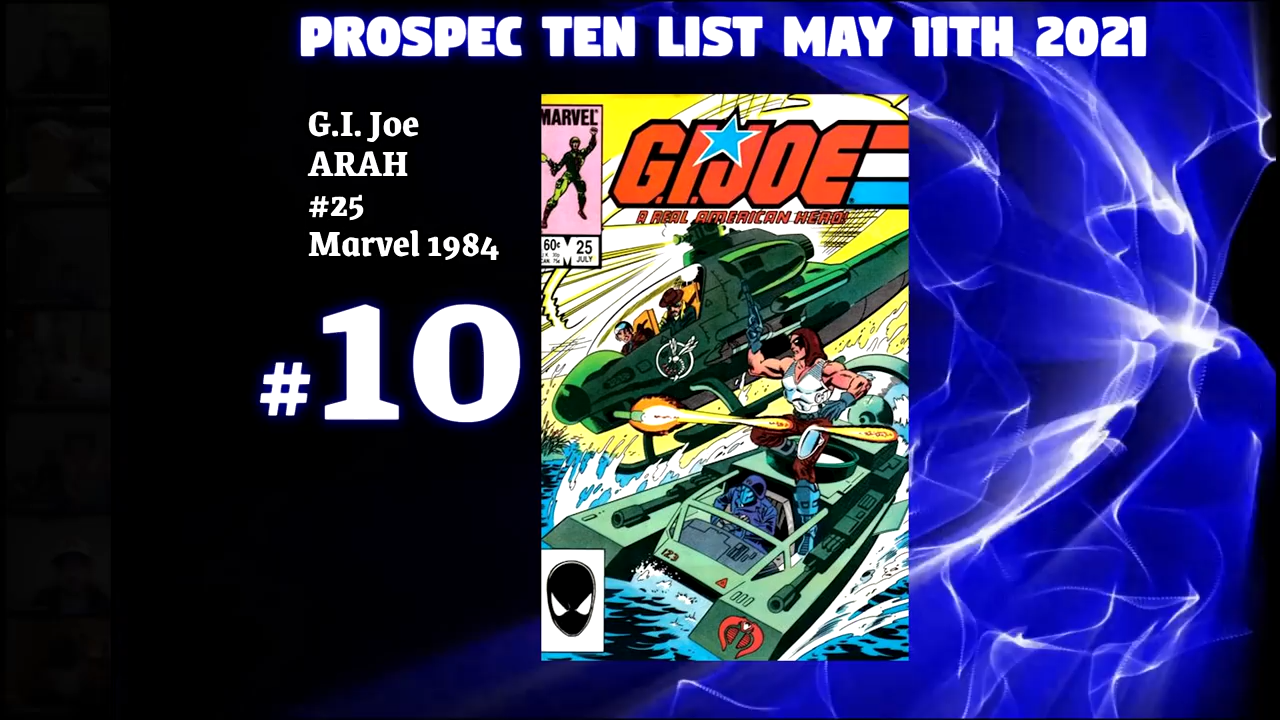 PROSPEC TEN LIST MAY 11TH 2021
G.I. Joe
ARAH
#25
Marvel 1984
#10
MARVEL
G.I.JOE
A REAL AMERICAN HERO!
60¢
25
JULY
123